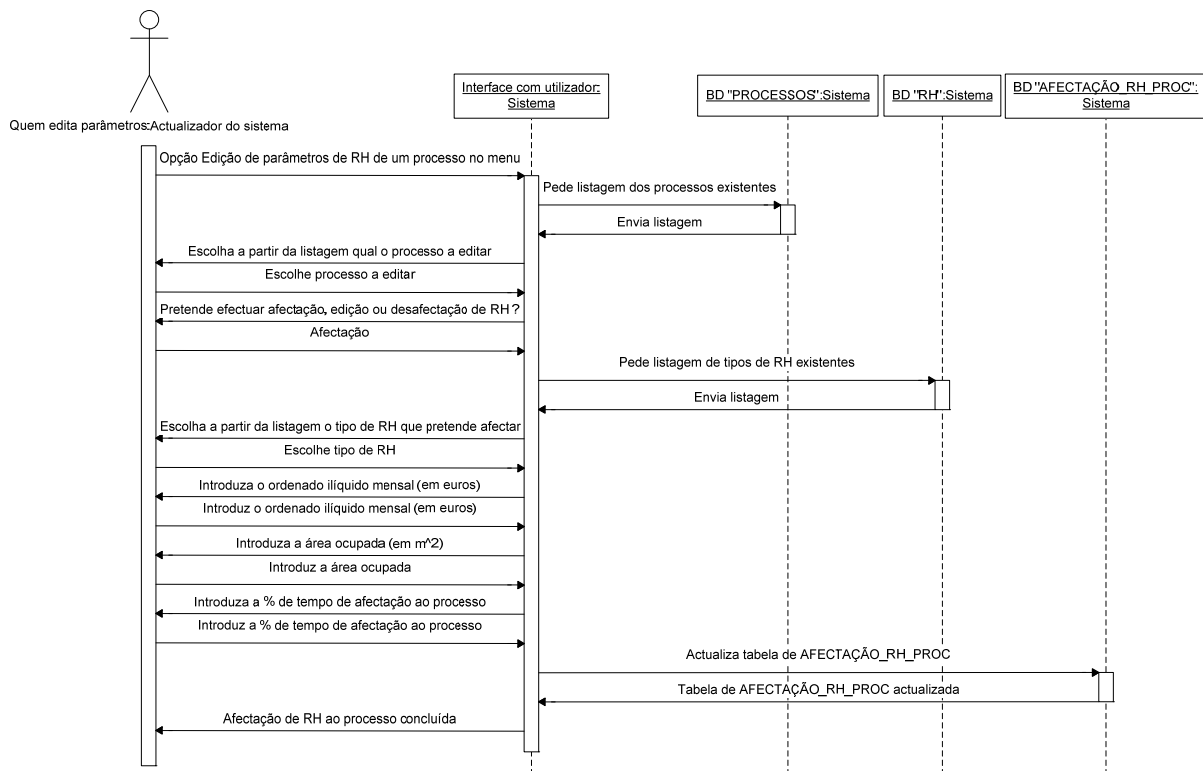 Quem edita parâmetros:Actualizador do sistema
Interface com utilizador:
Sistema
BD "PROCESSOS":Sistema
BD "RH":Sistema
BD "AFECTAÇÃO_RH_PROC":
Sistema
Opção Edição de parâmetros de RH de um processo no menu
Pede listagem dos processos existentes
Envia listagem
Escolha a partir da listagem qual o processo a editar
Escolhe processo a editar
Pretende efectuar afectação, edição ou desafectação de RH?
Afectação
Pede listagem de tipos de RH existentes
Envia listagem
Escolha a partir da listagem o tipo de RH que pretende afectar
Escolhe tipo de RH
Introduza o ordenado ilíquido mensal (em euros)
Introduz o ordenado ilíquido mensal (em euros)
Introduza a área ocupada (em m^2)
Introduz a área ocupada
Introduza a % de tempo de afectação ao processo
Introduz a % de tempo de afectação ao processo
Actualiza tabela de AFECTAÇÃO_RH_PROC
Tabela de AFECTAÇÃO_RH_PROC actualizada
Afectação de RH ao processo concluída